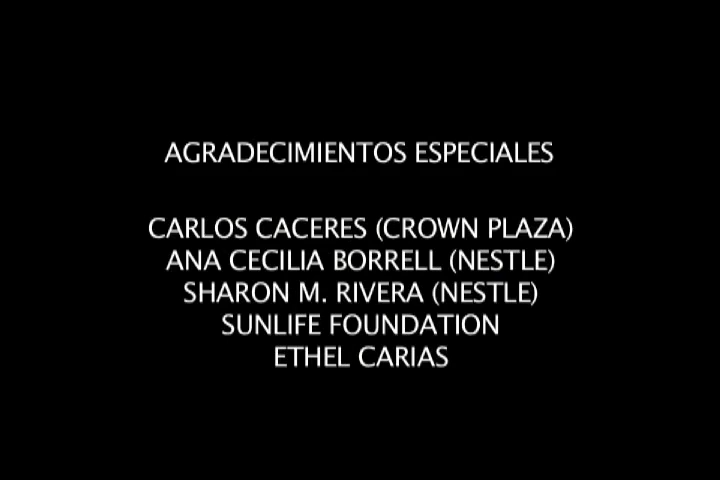 AGRADECIMIENTOS ESPECIALES
CARLOS CACERES (CROWN PLAZA)
ANA CECILIA BORRELL (NESTLE)
SHARON M. RIVERA (NESTLE)
SUNLIFE FOUNDATION
ETHEL CARIAS